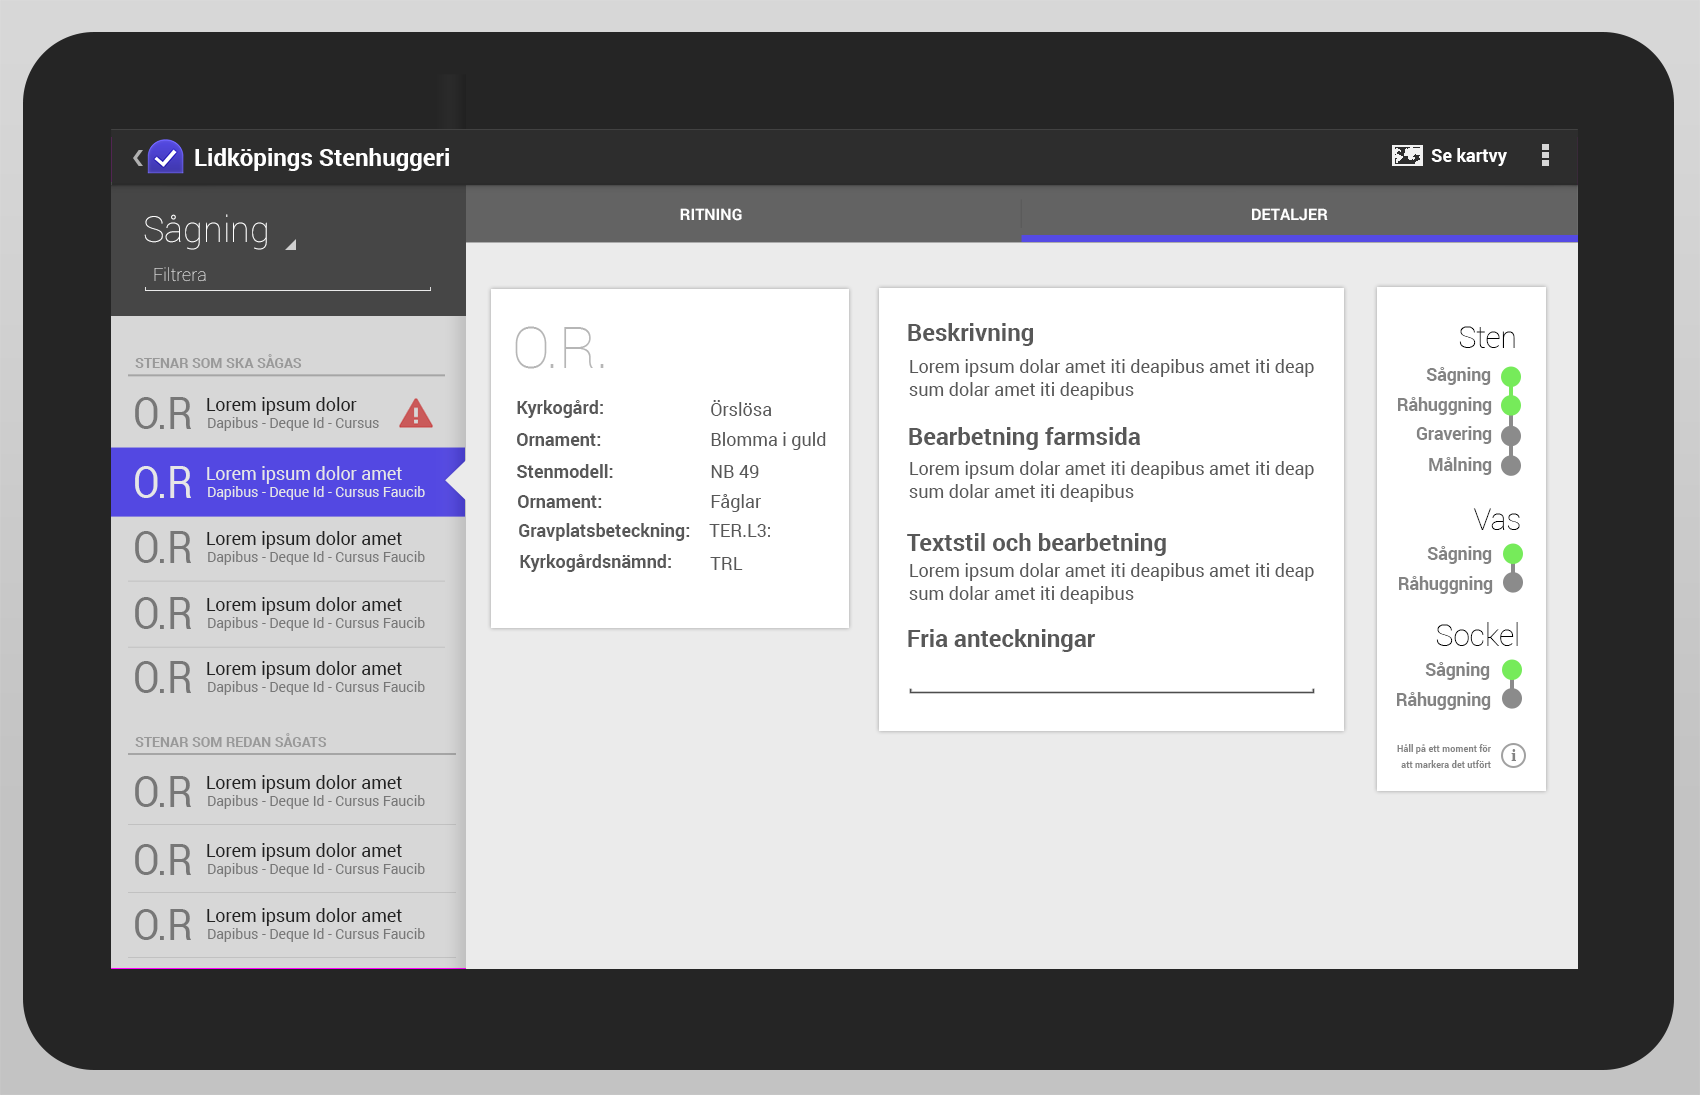 Lidköpings Stenhuggeri
Se kartvy
Sågning
Filtrera
RITNING
DETALJER
STENAR SOM SKA SÅGAS
O.R
Lorem ipsum dolor
Dapibus - Deque Id - Cursus
O.R
Lorem ipsum dolor amet
Dapibus - Deque Id - Cursus Faucib
O.R
Lorem ipsum dolor amet
Dapibus - Deque Id - Cursus Faucib
O.R
Lorem ipsum dolor amet
Dapibus - Deque Id - Cursus Faucib
O.R
Lorem ipsum dolor amet
Dapibus - Deque Id - Cursus Faucib
STENAR SOM REDAN SÅGATS
O.R
Lorem ipsum dolor amet
Dapibus - Deque Id - Cursus Faucib
O.R
Lorem ipsum dolor amet
Dapibus - Deque Id - Cursus Faucib
O.R
Lorem ipsum dolor amet
Dapibus - Deque Id - Cursus Faucib
O.R.
Kyrkogård: Örslösa
Ornament: Blomma i guld
Stenmodell: NB 49
Ornament: Fåglar
Gravplatsbeteckning: TER.L3:
Kyrkogårdsnämnd: TRL
Beskrivning
Lorem ipsum dolar amet iti deapibus amet iti deap
sum dolar amet iti deapibus
Bearbetning farmsida
Lorem ipsum dolar amet iti deapibus amet iti deap
sum dolar amet iti deapibus
Textstil och bearbetning
Lorem ipsum dolar amet iti deapibus amet iti deap
sum dolar amet iti deapibus
Fria anteckningar
Sten
Sågning
Råhuggning
Gravering
Målning
Vas
Sågning
Råhuggning
Sockel
Sågning
Råhuggning
Håll på ett moment för
att markera det utfört
i